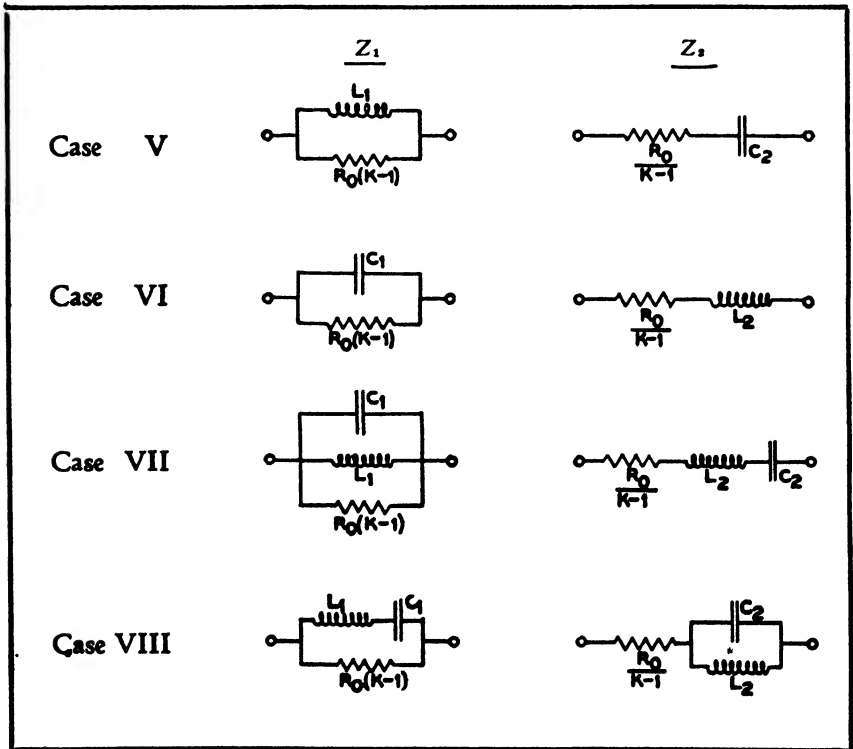 Z₁ Z₂
L₁
Case V R₀(K-1) R₀/K-1 C₂
C₁
Case VI R₀(K-1) R₀/K-1 L₂
C₁
Case VII L₁ R₀(K-1) R₀/K-1 L₂ C₂
L₁ C₁ C₂
Case VIII R₀(K-1) R₀/K-1 L₂